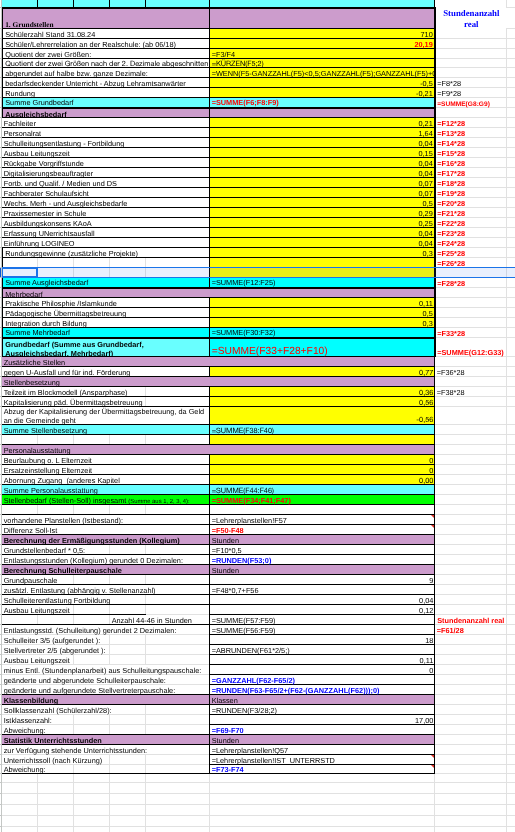 Stundenanzahl
real
1. Grundstellen
Schülerzahl Stand 31.08.24 710
Schüler/Lehrerrelation an der Realschule: (ab 06/18) 20,19
Quotient der zwei Größen: =F3/F4
Quotient der zwei Größen nach der 2. Dezimale abgeschnitten =KÜRZEN(F5;2)
abgerundet auf halbe bzw. ganze Dezimale: =WENN(F5-GANZZAHL(F5)<0,5;GANZZAHL(F5);GANZZAHL(F5)+0
bedarfsdeckender Unterricht - Abzug Lehramtsanwärter -0,5 =F8*28
Rundung -0,21 =F9*28
Summe Grundbedarf =SUMME(F6;F8;F9) =SUMME(G8:G9)
Ausgleichsbedarf
Fachleiter 0,21 =F12*28
Personalrat 1,64 =F13*28
Schulleitungsentlastung - Fortbildung 0,04 =F14*28
Ausbau Leitungszeit 0,15 =F15*28
Rückgabe Vorgriffstunde 0,04 =F16*28
Digitalisierungsbeauftragter 0,04 =F17*28
Fortb. und Qualif. / Medien und DS 0,07 =F18*28
Fachberater Schulaufsicht 0,07 =F19*28
Wechs. Merh - und Ausgleichsbedarfe 0,5 =F20*28
Praxissemester in Schule 0,29 =F21*28
Ausbildungskonsens KAoA 0,25 =F22*28
Erfassung UNerrichtsausfall 0,04 =F23*28
Einführung LOGINEO 0,04 =F24*28
Rundungsgewinne (zusätzliche Projekte) 0,3 =F25*28
=F26*28
Summe Ausgleichsbedarf =SUMME(F12:F25) =F28*28
Mehrbedarf
Praktische Philosophie /Islamkunde 0,11
Pädagogische Übermittagsbetreuung 0,5
Integration durch Bildung 0,3
Summe Mehrbedarf =SUMME(F30:F32) =F33*28
Grundbedarf (Summe aus Grundbedarf,
Ausgleichsbedarf, Mehrbedarf) =SUMME(F33+F28+F10) =SUMME(G12;G33)
Zusätzliche Stellen
gegen U-Ausfall und für ind. Förderung 0,77 =F36*28
Stellenbesetzung
Teilzeit im Blockmodell (Ansparphase) 0,36 =F38*28
Kapitalisierung päd. Übermittagsbetreuung 0,56
Abzug der Kapitalisierung der Übermittagsbetreuung, da Geld
an die Gemeinde geht -0,56
Summe Stellenbesetzung =SUMME(F38:F40)
Personalausstattung
Beurlaubung o. L Elternzeit 0
Ersatzeinstellung Elternzeit 0
Abornung Zugang (anderes Kapitel 0,00
Summe Personalausstattung =SUMME(F44:F46)
Stellenbedarf (Stellen-Soll) insgesamt (Summe aus 1, 2, 3, 4): =SUMME(F34;F41;F47)
vorhandene Planstellen (Istbestand): =Lehrerplanstellen!F57
Differenz Soll-Ist =F50-F48
Berechnung der Ermäßigungsstunden (Kollegium) Stunden
Grundstellenbedarf * 0,5: =F10*0,5
Entlastungsstunden (Kollegium) gerundet 0 Dezimalen: =RUNDEN(F53;0)
Berechnung Schulleiterpauschale Stunden
Grundpauschale 9
zusätzl. Entlastung (abhängig v. Stellenanzahl) =F48*0,7+F56
Schulleiterentlastung Fortbildung 0,04
Ausbau Leitungszeit 0,12
Anzahl 44-46 in Stunden =SUMME(F57:F59) Stundenanzahl real
Entlastungsstd. (Schulleitung) gerundet 2 Dezimalen: =SUMME(F56:F59) =F61/28
Schulleiter 3/5 (aufgerundet ): 18
Stellvertreter 2/5 (abgerundet ): =ABRUNDEN(F61*2/5;)
Ausbau Leitungszeit 0,11
minus Entl. (Stundenplanarbeit) aus Schulleitungspauschale: 0
geänderte und abgerundete Schulleiterpauschale: =GANZZAHL(F62-F65/2)
geänderte und aufgerundete Stellvertreterpauschale: =RUNDEN(F63-F65/2+(F62-(GANZZAHL(F62)));0)
Klassenbildung Klassen
Sollklassenzahl (Schülerzahl/28): =RUNDEN(F3/28;2)
Istklassenzahl: 17,00
Abweichung: =F69-F70
Statistik Unterrichtsstunden Stunden
zur Verfügung stehende Unterrichtsstunden: =Lehrerplanstellen!Q57
Unterrichtssoll (nach Kürzung) =Lehrerplanstellen!IST_UNTERRSTD
Abweichung: =F73-F74